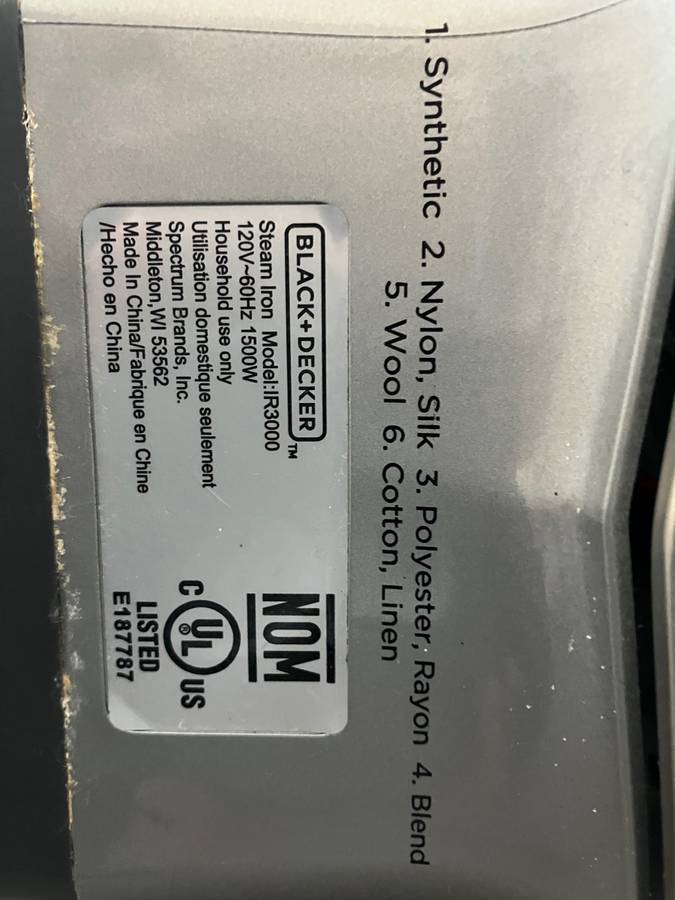 1. Synthetic 2. Nylon, Silk 3. Polyester, Rayon 4. Blend
5. Wool 6. Cotton, Linen
BLACK+DECKER™
Steam Iron Model:IR3000
120V~60Hz 1500W
Household use only
Utilisation domestique seulement
Spectrum Brands, Inc.
Middleton,WI 53562
Made In China/Fabrique en Chine
/Hecho en China
NOM
C UL® US
LISTED
E187787